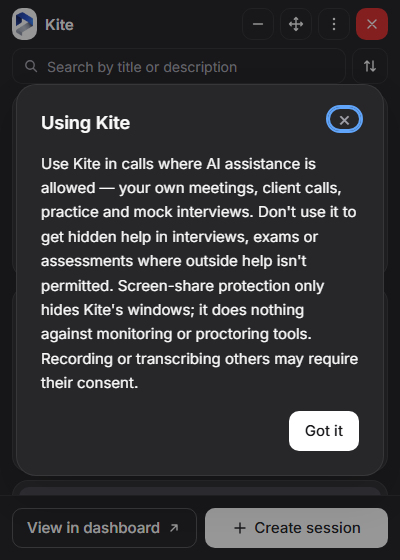 Kite
Search by title or description
Using Kite
Use Kite in calls where AI assistance is
allowed — your own meetings, client calls,
practice and mock interviews. Don't use it to
get hidden help in interviews, exams or
assessments where outside help isn't
permitted. Screen-share protection only
hides Kite's windows; it does nothing
against monitoring or proctoring tools.
Recording or transcribing others may require
their consent.
Got it
View in dashboard ↗
+ Create session